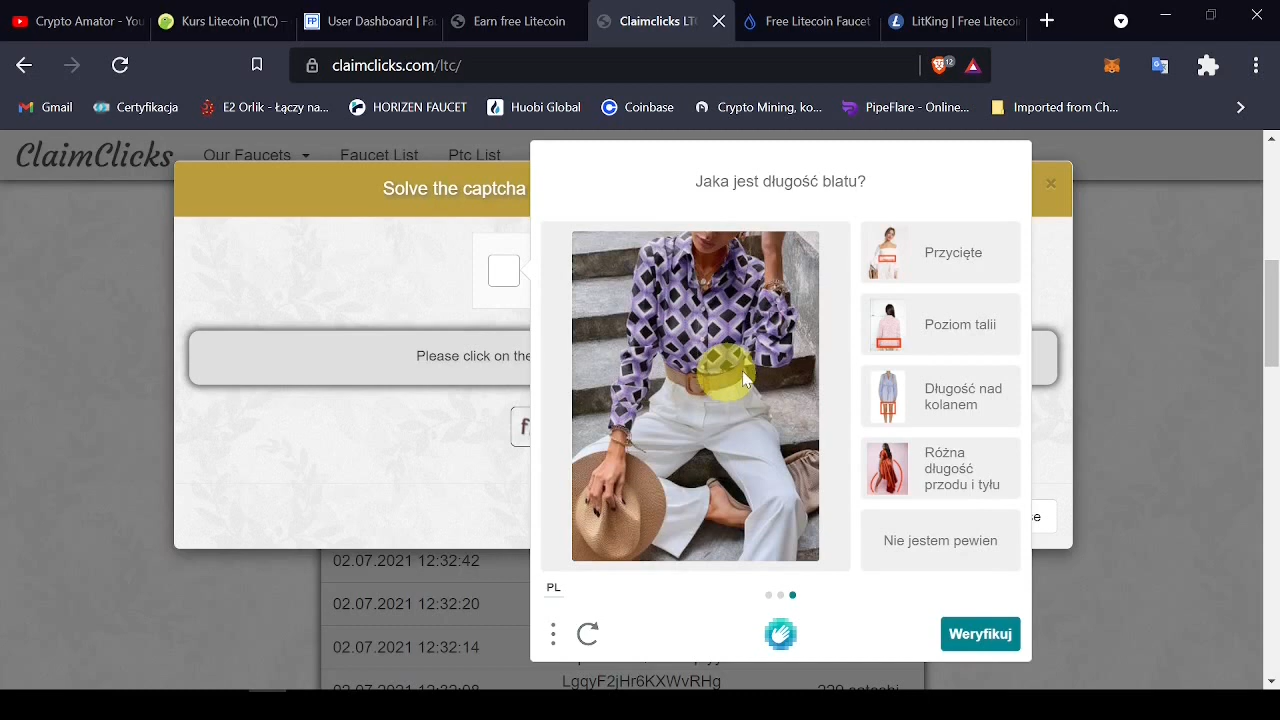 Crypto Amator - You
Kurs Litecoin (LTC) –
User Dashboard | Fau
Earn free Litecoin
Claimclicks LT
Free Litecoin Faucet
LitKing | Free Litecoin
claimclicks.com/ltc/
12
Gmail
Certyfikacja
E2 Orlik - Łączy na...
HORIZEN FAUCET
Huobi Global
Coinbase
Crypto Mining, ko...
PipeFlare - Online...
Imported from Ch...
ClaimClicks
Our Faucets
Faucet List
Ptc List
Solve the captcha
×
Please click on the
Jaka jest długość blatu?
Przycięte
Poziom talii
Długość nad
kolanem
Różna
długość
przodu i tyłu
Nie jestem pewien
PL
Weryfikuj
se
02.07.2021 12:32:42
02.07.2021 12:32:20
02.07.2021 12:32:14
LgqyF2jHr6KXWvRHg